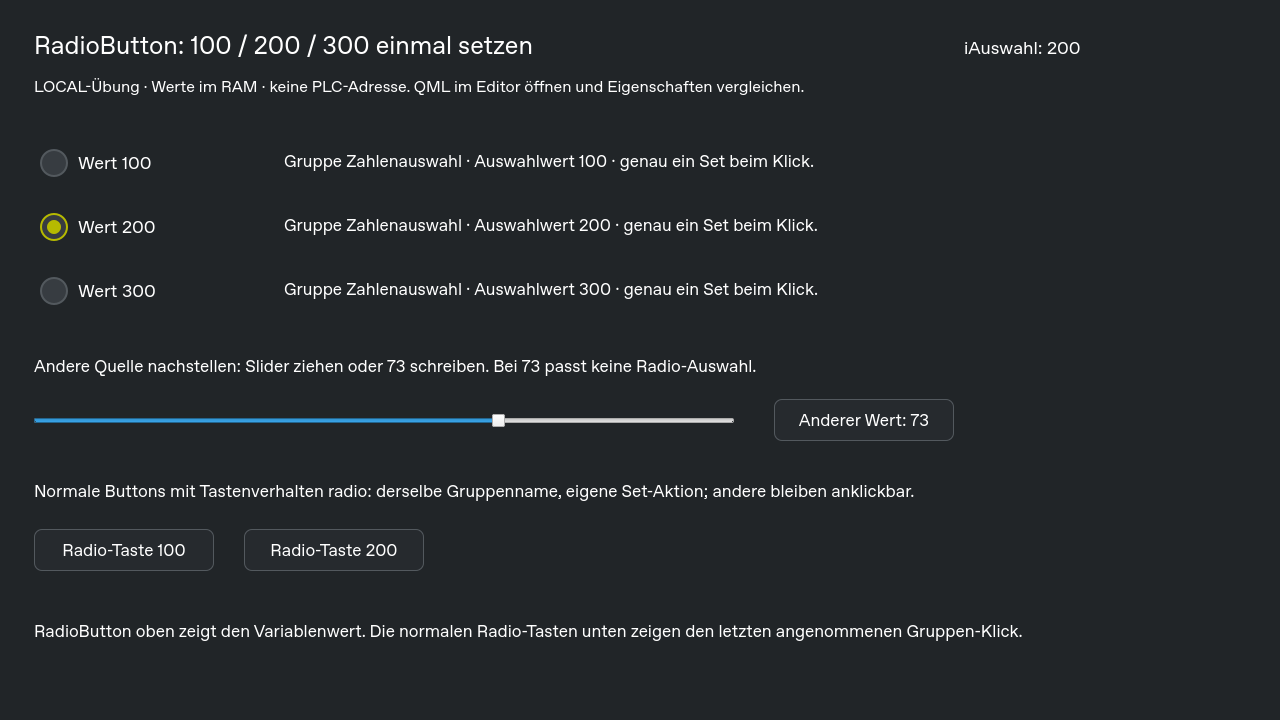 RadioButton: 100 / 200 / 300 einmal setzen
iAuswahl: 200
LOCAL-Übung · Werte im RAM · keine PLC-Adresse. QML im Editor öffnen und Eigenschaften vergleichen.
Wert 100
Gruppe Zahlenauswahl · Auswahlwert 100 · genau ein Set beim Klick.
Wert 200
Gruppe Zahlenauswahl · Auswahlwert 200 · genau ein Set beim Klick.
Wert 300
Gruppe Zahlenauswahl · Auswahlwert 300 · genau ein Set beim Klick.
Andere Quelle nachstellen: Slider ziehen oder 73 schreiben. Bei 73 passt keine Radio-Auswahl.
Anderer Wert: 73
Normale Buttons mit Tastenverhalten radio: derselbe Gruppenname, eigene Set-Aktion; andere bleiben anklickbar.
Radio-Taste 100
Radio-Taste 200
RadioButton oben zeigt den Variablenwert. Die normalen Radio-Tasten unten zeigen den letzten angenommenen Gruppen-Klick.